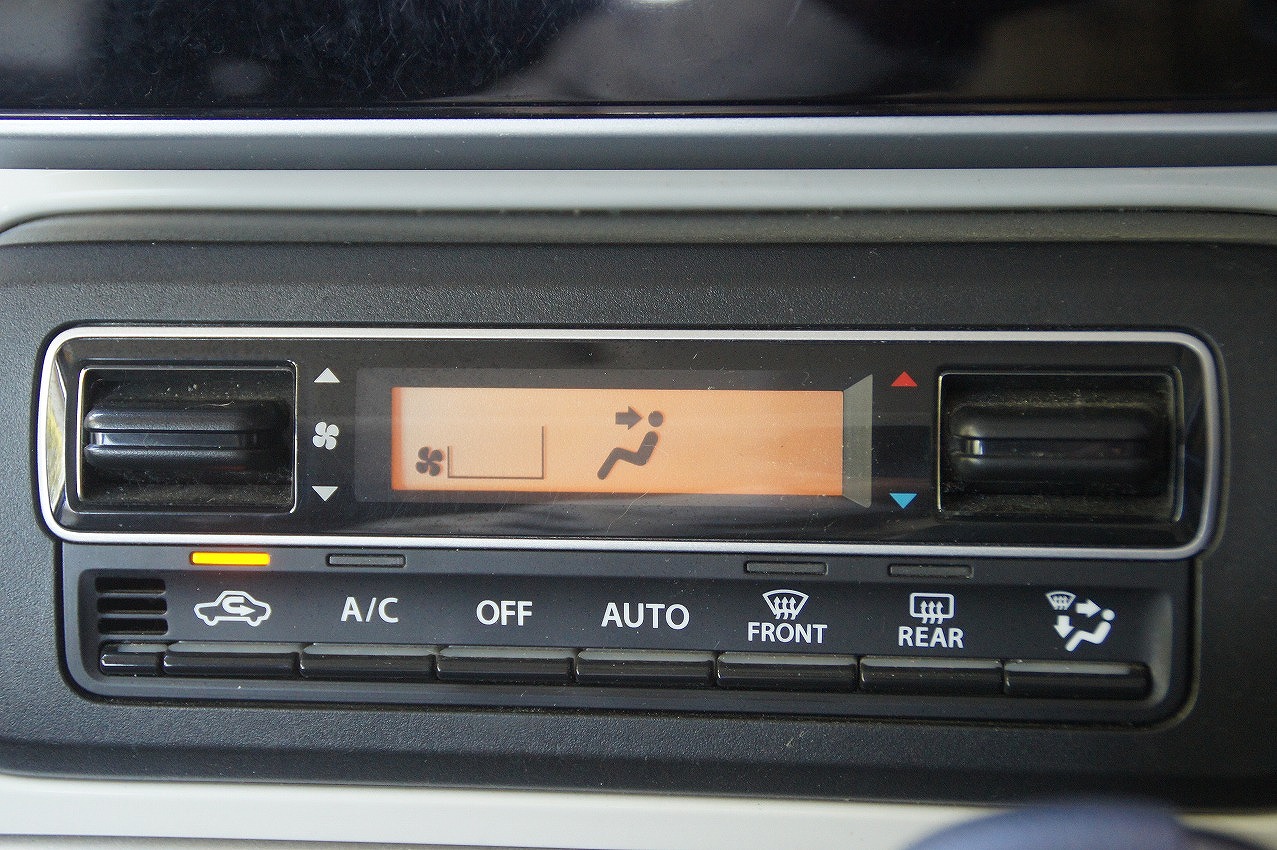 A/C
OFF
AUTO
FRONT
REAR